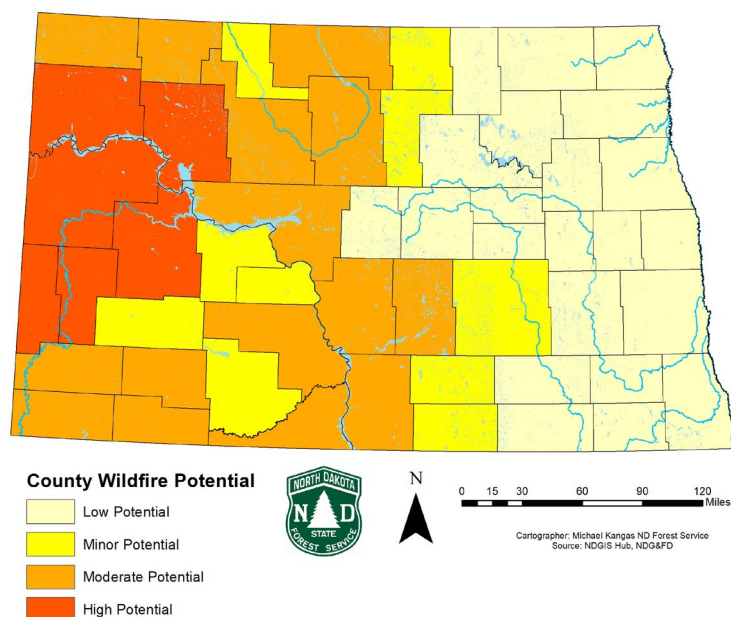 County Wildfire Potential
Low Potential
Minor Potential
Moderate Potential
High Potential
NORTH DAKOTA
N D
STATE
FOREST SERVICE
N
0 15 30 60 90 120
Miles
Cartographer: Michael Kangas ND Forest Service
Source: NDGIS Hub, NDG&FD